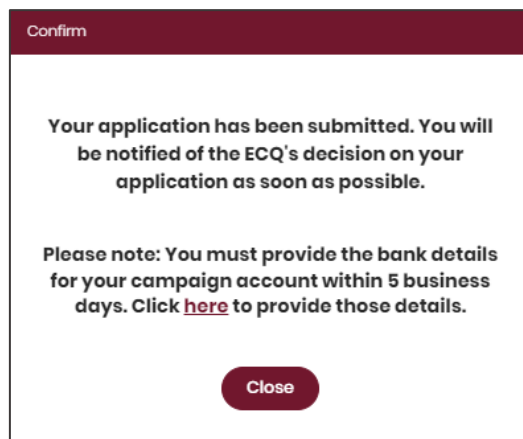 Confirm
Your application has been submitted. You will
be notified of the ECQ's decision on your
application as soon as possible.
Please note: You must provide the bank details
for your campaign account within 5 business
days. Click here to provide those details.
Close